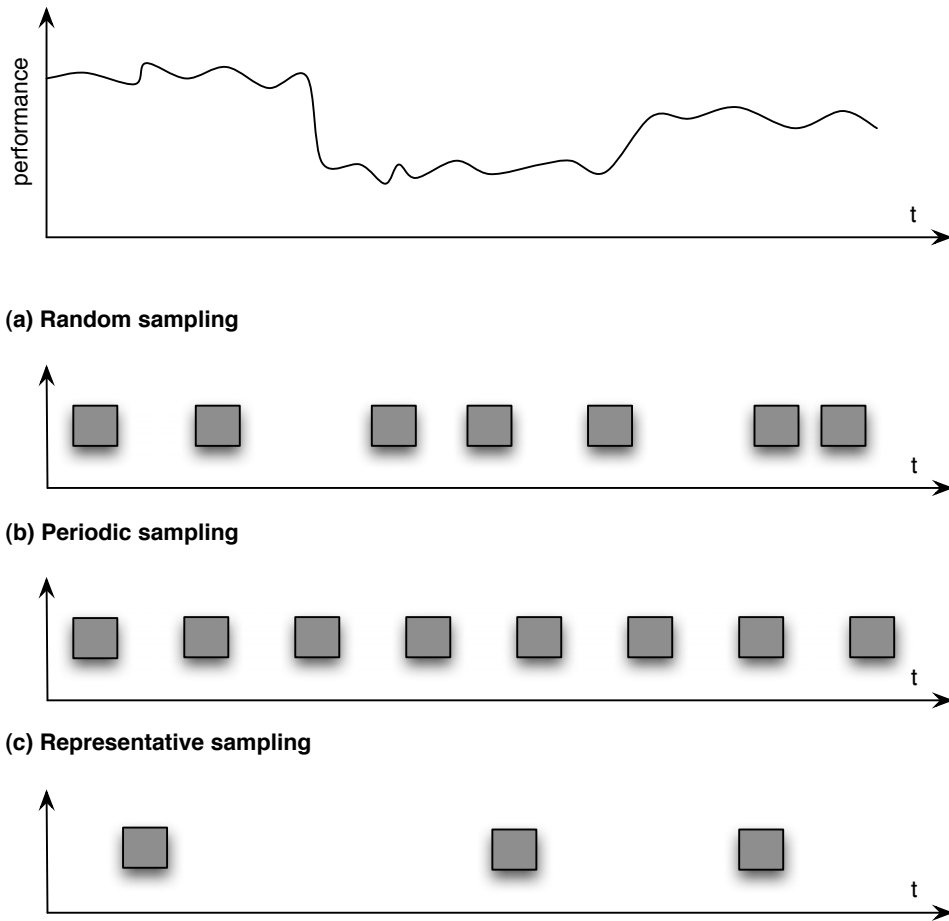 performance
t
(a) Random sampling
t
(b) Periodic sampling
t
(c) Representative sampling
t